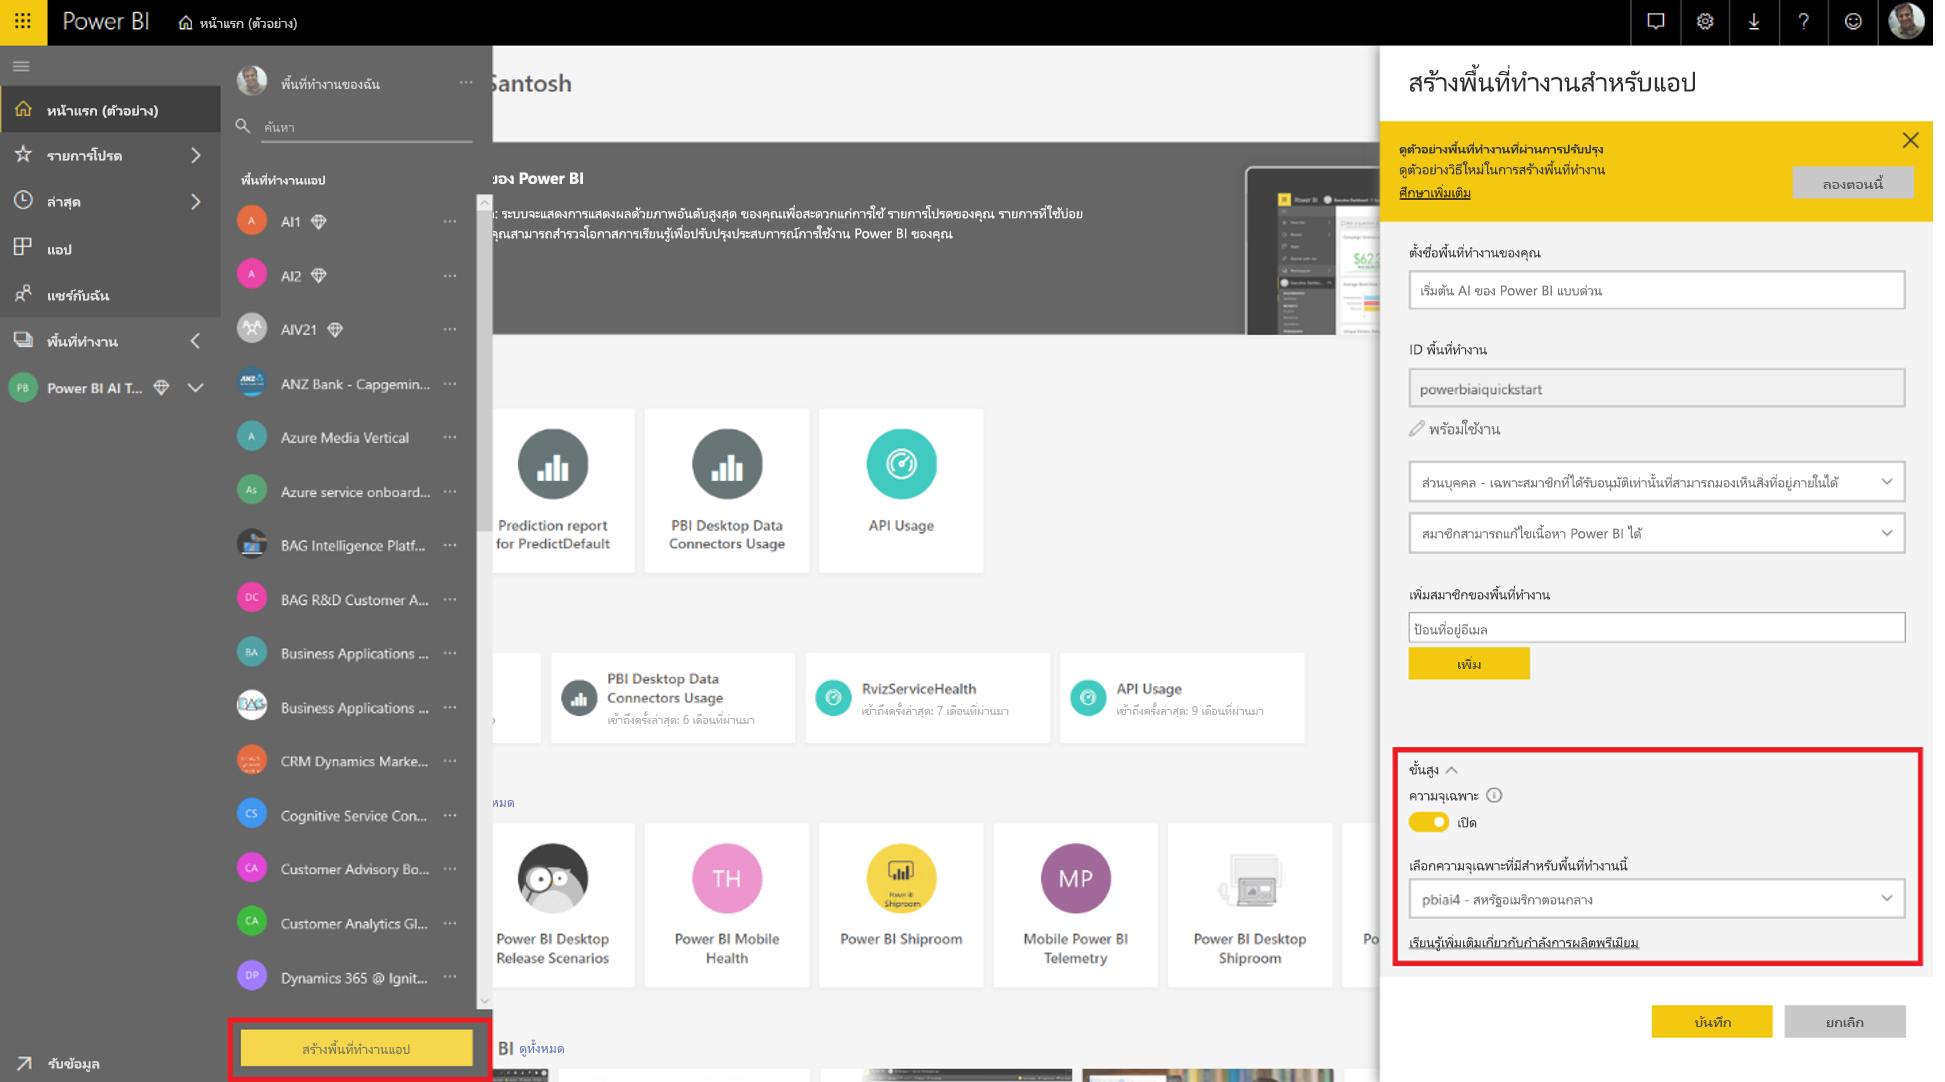 Power BI
หน้าแรก (ตัวอย่าง)
หน้าแรก (ตัวอย่าง)
รายการโปรด
ล่าสุด
แอป
แชร์กับฉัน
พื้นที่ทำงาน
PB Power BI AI T...
รับข้อมูล
พื้นที่ทำงานของฉัน
ค้นหา
พื้นที่ทำงานแอป
A AI1
A AI2
AIV21
ANZ Bank - Capgemin...
A Azure Media Vertical
As Azure service onboard...
BAG Intelligence Platf...
DC BAG R&D Customer A...
BA Business Applications ...
BAG Business Applications ...
CRM Dynamics Marke...
CS Cognitive Service Con...
CA Customer Advisory Bo...
CA Customer Analytics Gl...
DP Dynamics 365 @ Ignit...
สร้างพื้นที่ทำงานแอป
Santosh
ของ Power BI
: ระบบจะแสดงการแสดงผลด้วยภาพอันดับสูงสุด ของคุณเพื่อสะดวกแก่การใช้ รายการโปรดของคุณ รายการที่ใช้บ่อย
คุณสามารถสำรวจโอกาสการเรียนรู้เพื่อปรับปรุงประสบการณ์การใช้งาน Power BI ของคุณ
Prediction report
for PredictDefault
PBI Desktop Data
Connectors Usage
API Usage
PBI Desktop Data
Connectors Usage
เข้าถึงครั้งล่าสุด: 6 เดือนที่ผ่านมา
RvizServiceHealth
เข้าถึงครั้งล่าสุด: 7 เดือนที่ผ่านมา
API Usage
เข้าถึงครั้งล่าสุด: 9 เดือนที่ผ่านมา
หมด
Power BI Desktop
Release Scenarios
TH
Power BI Mobile
Health
Power BI
Shiproom
Power BI Shiproom
MP
Mobile Power BI
Telemetry
Power BI Desktop
Shiproom
Po
BI ดูทั้งหมด
สร้างพื้นที่ทำงานสำหรับแอป
ดูตัวอย่างพื้นที่ทำงานที่ผ่านการปรับปรุง
ดูตัวอย่างวิธีใหม่ในการสร้างพื้นที่ทำงาน
ศึกษาเพิ่มเติม
ลองตอนนี้
ตั้งชื่อพื้นที่ทำงานของคุณ
เริ่มต้น AI ของ Power BI แบบด่วน
ID พื้นที่ทำงาน
powerbiaiquickstart
พร้อมใช้งาน
ส่วนบุคคล - เฉพาะสมาชิกที่ได้รับอนุมัติเท่านั้นที่สามารถมองเห็นสิ่งที่อยู่ภายในได้
สมาชิกสามารถแก้ไขเนื้อหา Power BI ได้
เพิ่มสมาชิกของพื้นที่ทำงาน
ป้อนที่อยู่อีเมล
เพิ่ม
ขั้นสูง
ความจุเฉพาะ
เปิด
เลือกความจุเฉพาะที่มีสำหรับพื้นที่ทำงานนี้
pbiai4 - สหรัฐอเมริกาตอนกลาง
เรียนรู้เพิ่มเติมเกี่ยวกับกำลังการผลิตพรีเมียม
บันทึก
ยกเลิก